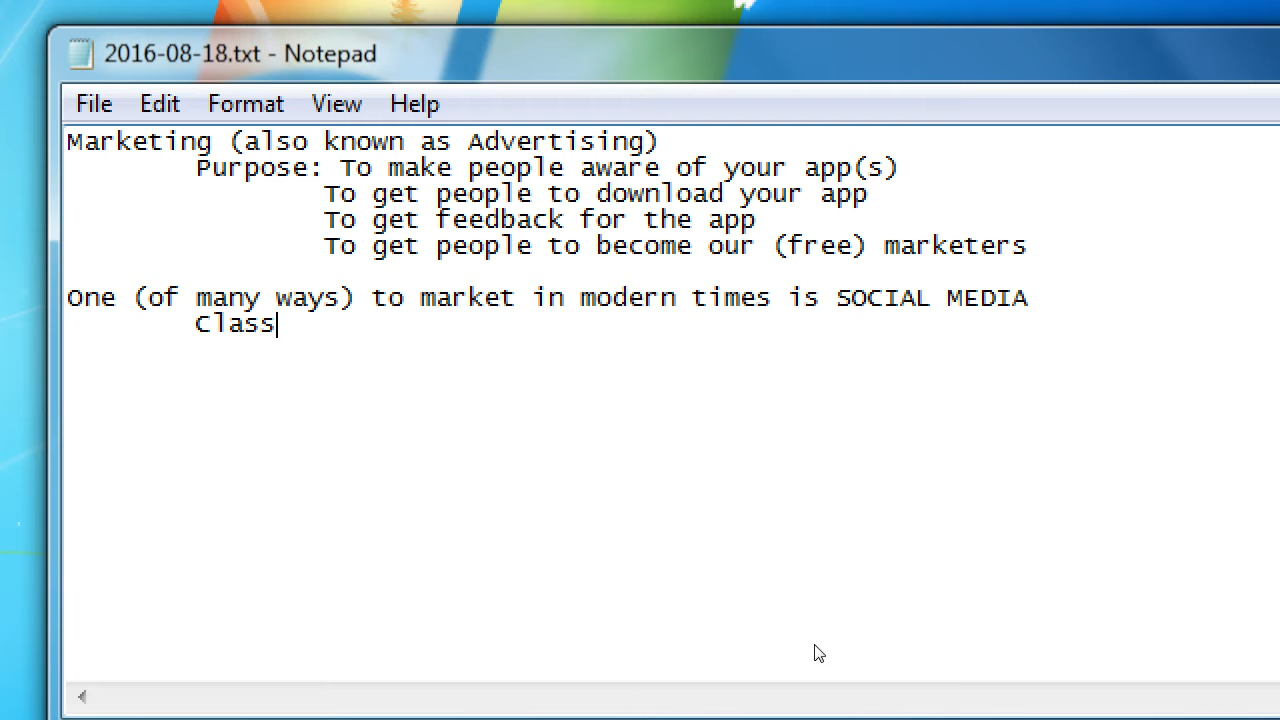 2016-08-18.txt - Notepad
File Edit Format View Help
Marketing (also known as Advertising)
Purpose: To make people aware of your app(s)
To get people to download your app
To get feedback for the app
To get people to become our (free) marketers
One (of many ways) to market in modern times is SOCIAL MEDIA
Class